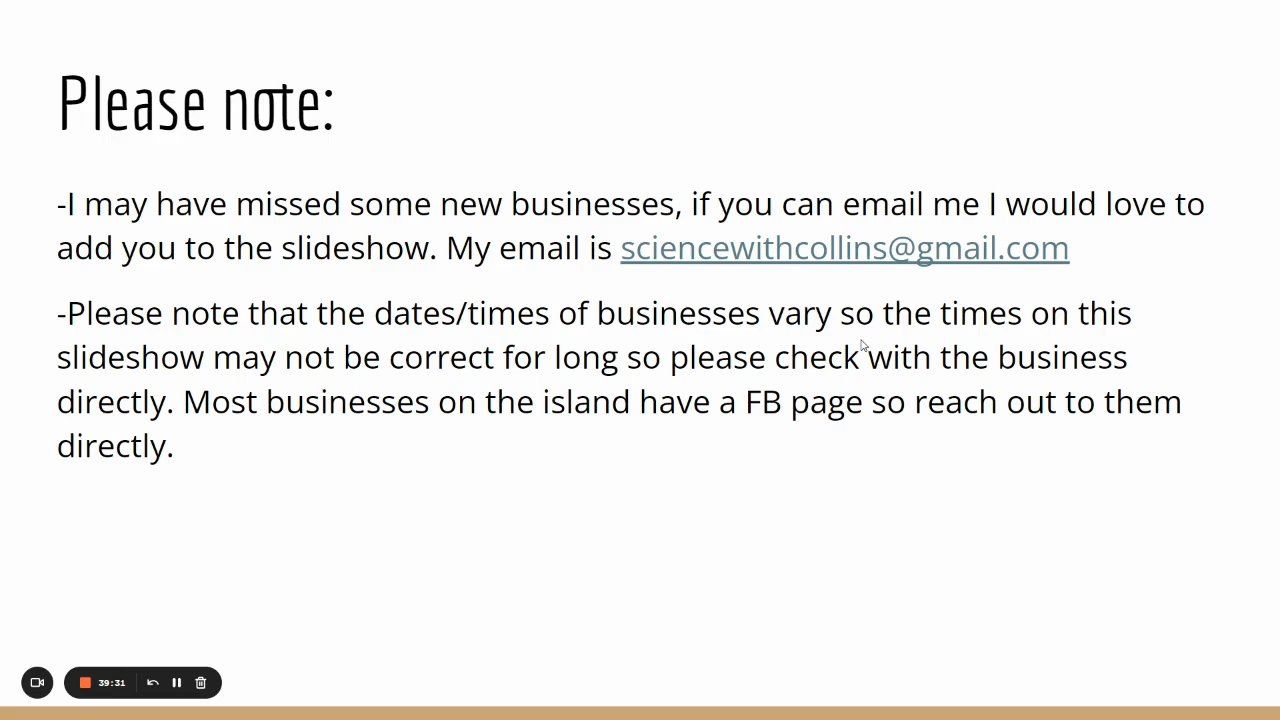 Please note:
-I may have missed some new businesses, if you can email me I would love to
add you to the slideshow. My email is sciencewithcollins@gmail.com
-Please note that the dates/times of businesses vary so the times on this
slideshow may not be correct for long so please check with the business
directly. Most businesses on the island have a FB page so reach out to them
directly.
39:31